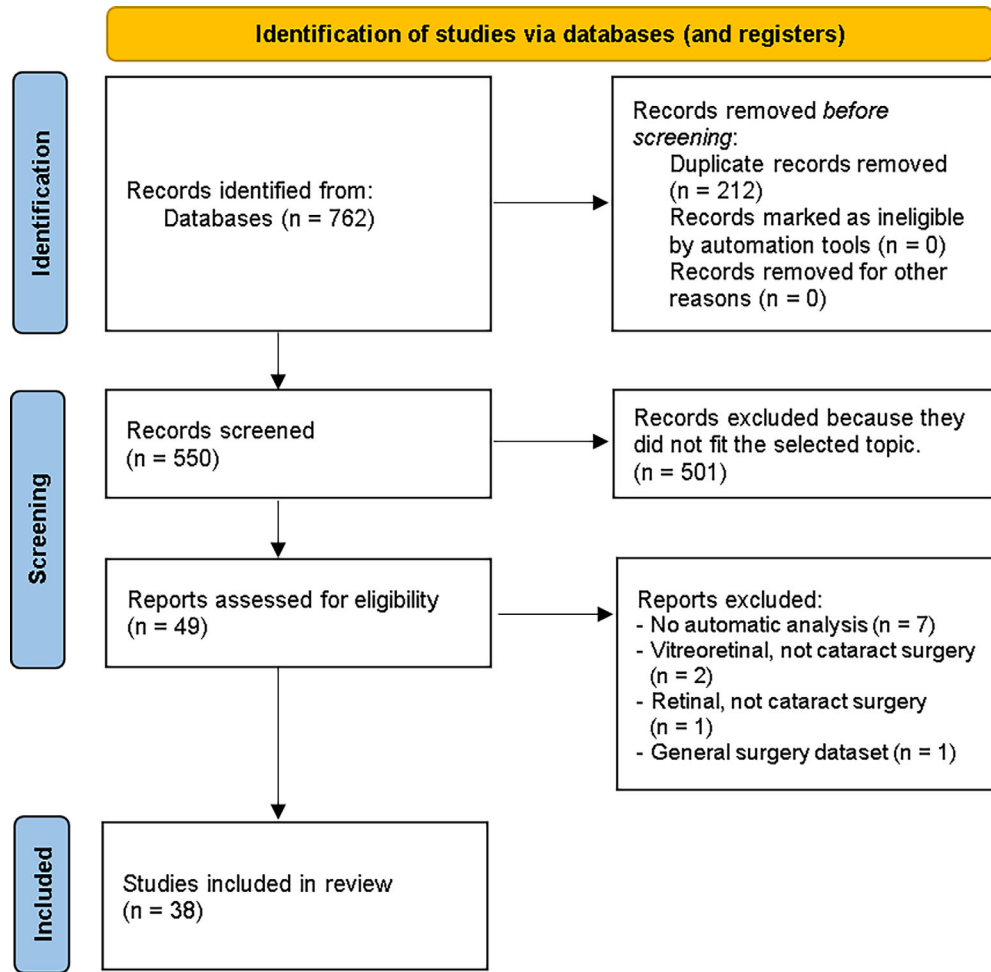 Identification of studies via databases (and registers)
Identification
Records identified from:
Databases (n = 762)
Records removed before
screening:
Duplicate records removed
(n = 212)
Records marked as ineligible
by automation tools (n = 0)
Records removed for other
reasons (n = 0)
Screening
Records screened
(n = 550)
Records excluded because they
did not fit the selected topic.
(n = 501)
Reports assessed for eligibility
(n = 49)
Reports excluded:
- No automatic analysis (n = 7)
- Vitreoretinal, not cataract surgery
(n = 2)
- Retinal, not cataract surgery
(n = 1)
- General surgery dataset (n = 1)
Included
Studies included in review
(n = 38)